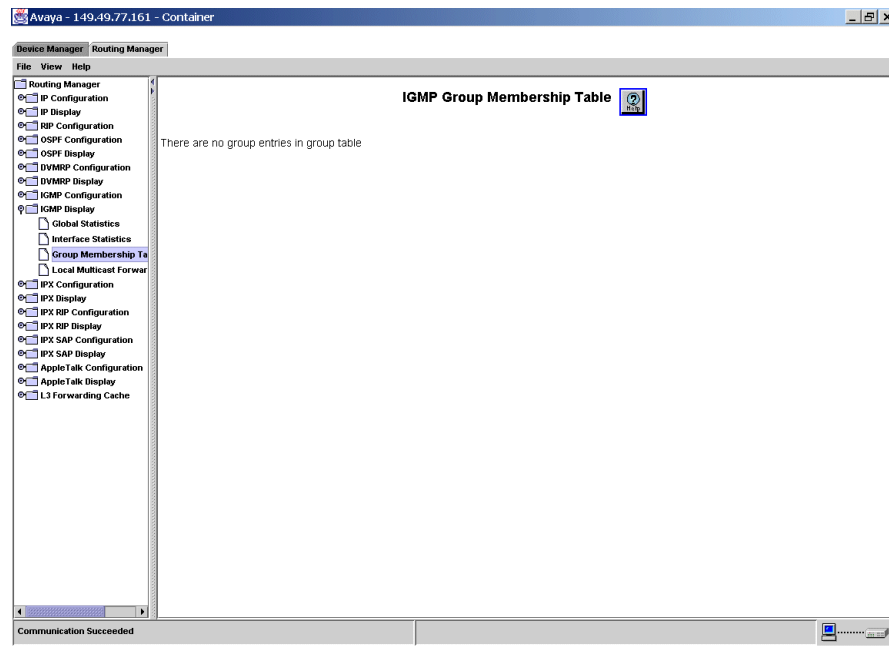 Avaya - 149.49.77.161 - Container
Device Manager Routing Manager
File View Help
Routing Manager
IP Configuration
IP Display
RIP Configuration
OSPF Configuration
OSPF Display
DVMRP Configuration
DVMRP Display
IGMP Configuration
IGMP Display
Global Statistics
Interface Statistics
Group Membership Ta
Local Multicast Forwar
IPX Configuration
IPX Display
IPX RIP Configuration
IPX RIP Display
IPX SAP Configuration
IPX SAP Display
AppleTalk Configuration
AppleTalk Display
L3 Forwarding Cache
IGMP Group Membership Table
Help
There are no group entries in group table
Communication Succeeded